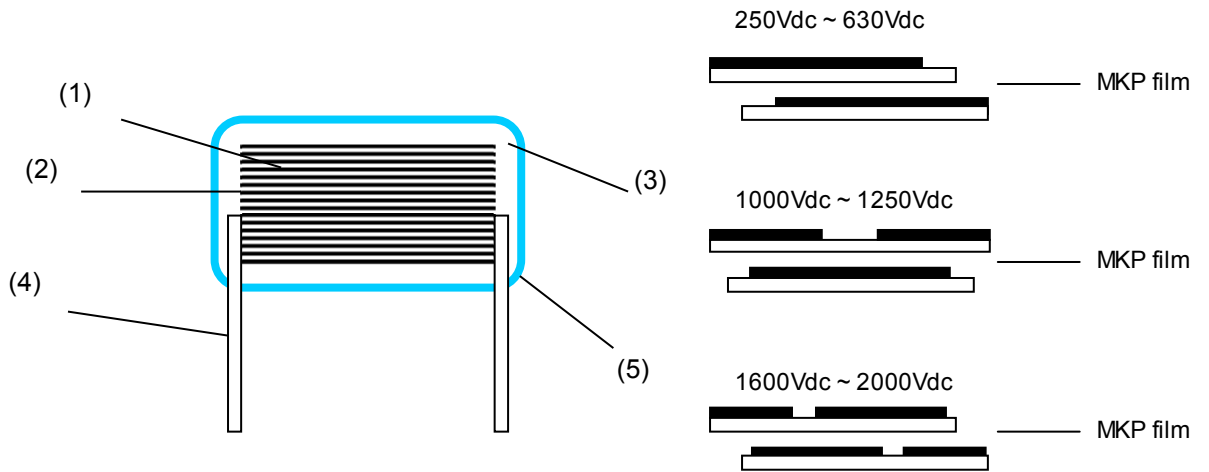 (1)
(2)
(3)
(4)
(5)
250Vdc ~ 630Vdc
MKP film
1000Vdc ~ 1250Vdc
MKP film
1600Vdc ~ 2000Vdc
MKP film